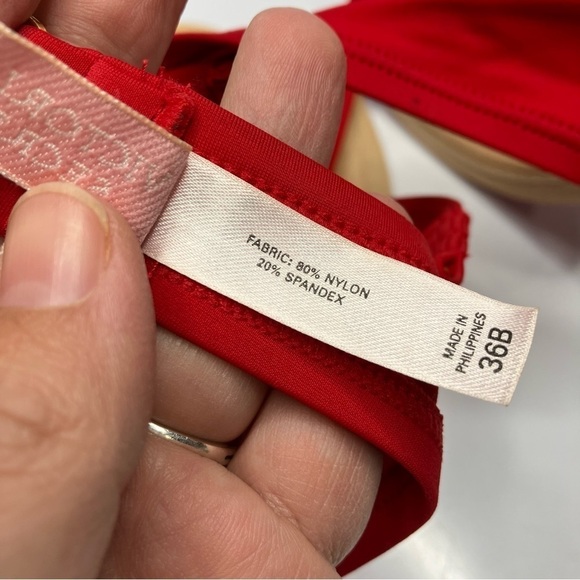 FABRIC: 80% NYLON
20% SPANDEX
MADE IN
PHILIPPINES
36B